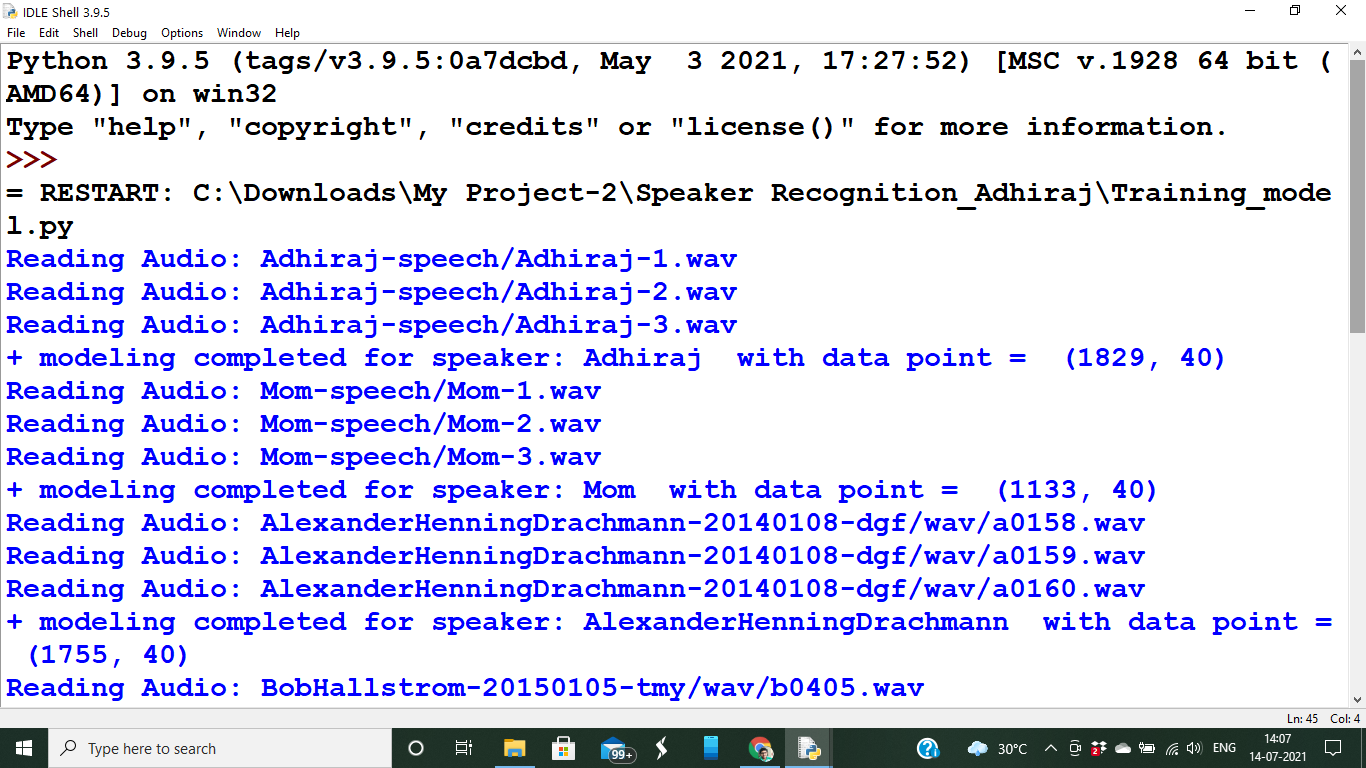 IDLE Shell 3.9.5
File Edit Shell Debug Options Window Help
Python 3.9.5 (tags/v3.9.5:0a7dcbd, May  3 2021, 17:27:52) [MSC v.1928 64 bit (
AMD64)] on win32
Type "help", "copyright", "credits" or "license()" for more information.
>>>
= RESTART: C:\Downloads\My Project-2\Speaker Recognition_Adhiraj\Training_mode
l.py
Reading Audio: Adhiraj-speech/Adhiraj-1.wav
Reading Audio: Adhiraj-speech/Adhiraj-2.wav
Reading Audio: Adhiraj-speech/Adhiraj-3.wav
+ modeling completed for speaker: Adhiraj  with data point =  (1829, 40)
Reading Audio: Mom-speech/Mom-1.wav
Reading Audio: Mom-speech/Mom-2.wav
Reading Audio: Mom-speech/Mom-3.wav
+ modeling completed for speaker: Mom  with data point =  (1133, 40)
Reading Audio: AlexanderHenningDrachmann-20140108-dgf/wav/a0158.wav
Reading Audio: AlexanderHenningDrachmann-20140108-dgf/wav/a0159.wav
Reading Audio: AlexanderHenningDrachmann-20140108-dgf/wav/a0160.wav
+ modeling completed for speaker: AlexanderHenningDrachmann  with data point =
 (1755, 40)
Reading Audio: BobHallstrom-20150105-tmy/wav/b0405.wav
Ln: 45 Col: 4
Type here to search
99+
30°C
2
ENG
14:07
14-07-2021